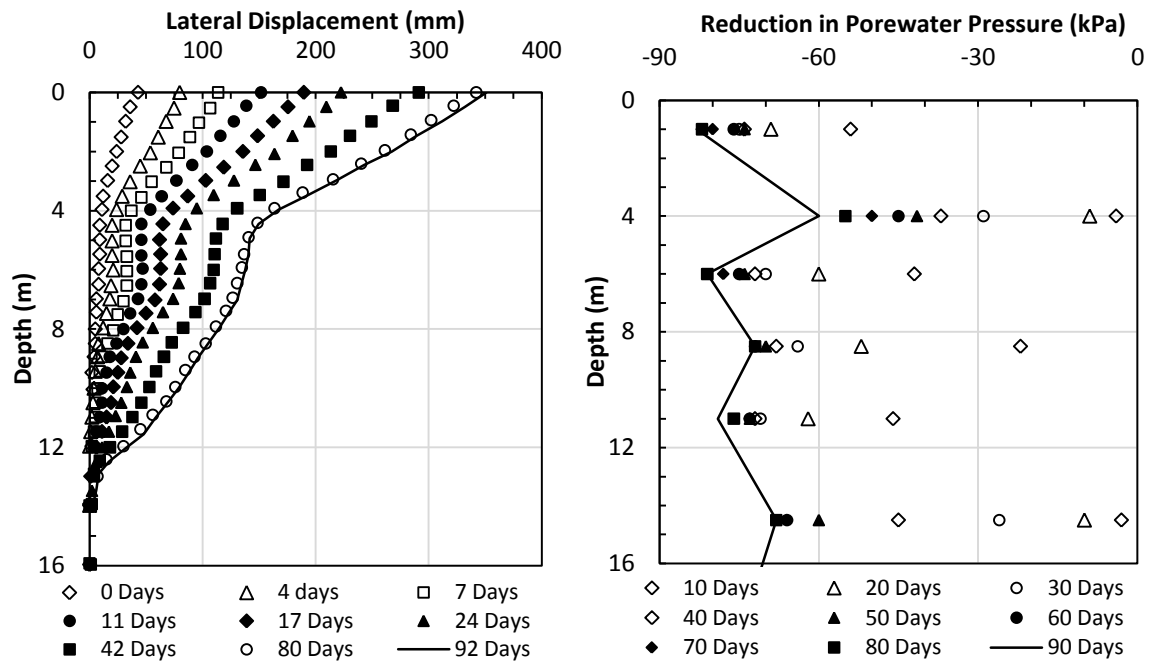 Lateral Displacement (mm)
0 100 200 300 400
0
4
8
12
16
Depth (m)
0 Days 4 days 7 Days
11 Days 17 Days 24 Days
42 Days 80 Days 92 Days
Reduction in Porewater Pressure (kPa)
-90 -60 -30 0
0
4
8
12
16
Depth (m)
10 Days 20 Days 30 Days
40 Days 50 Days 60 Days
70 Days 80 Days 90 Days